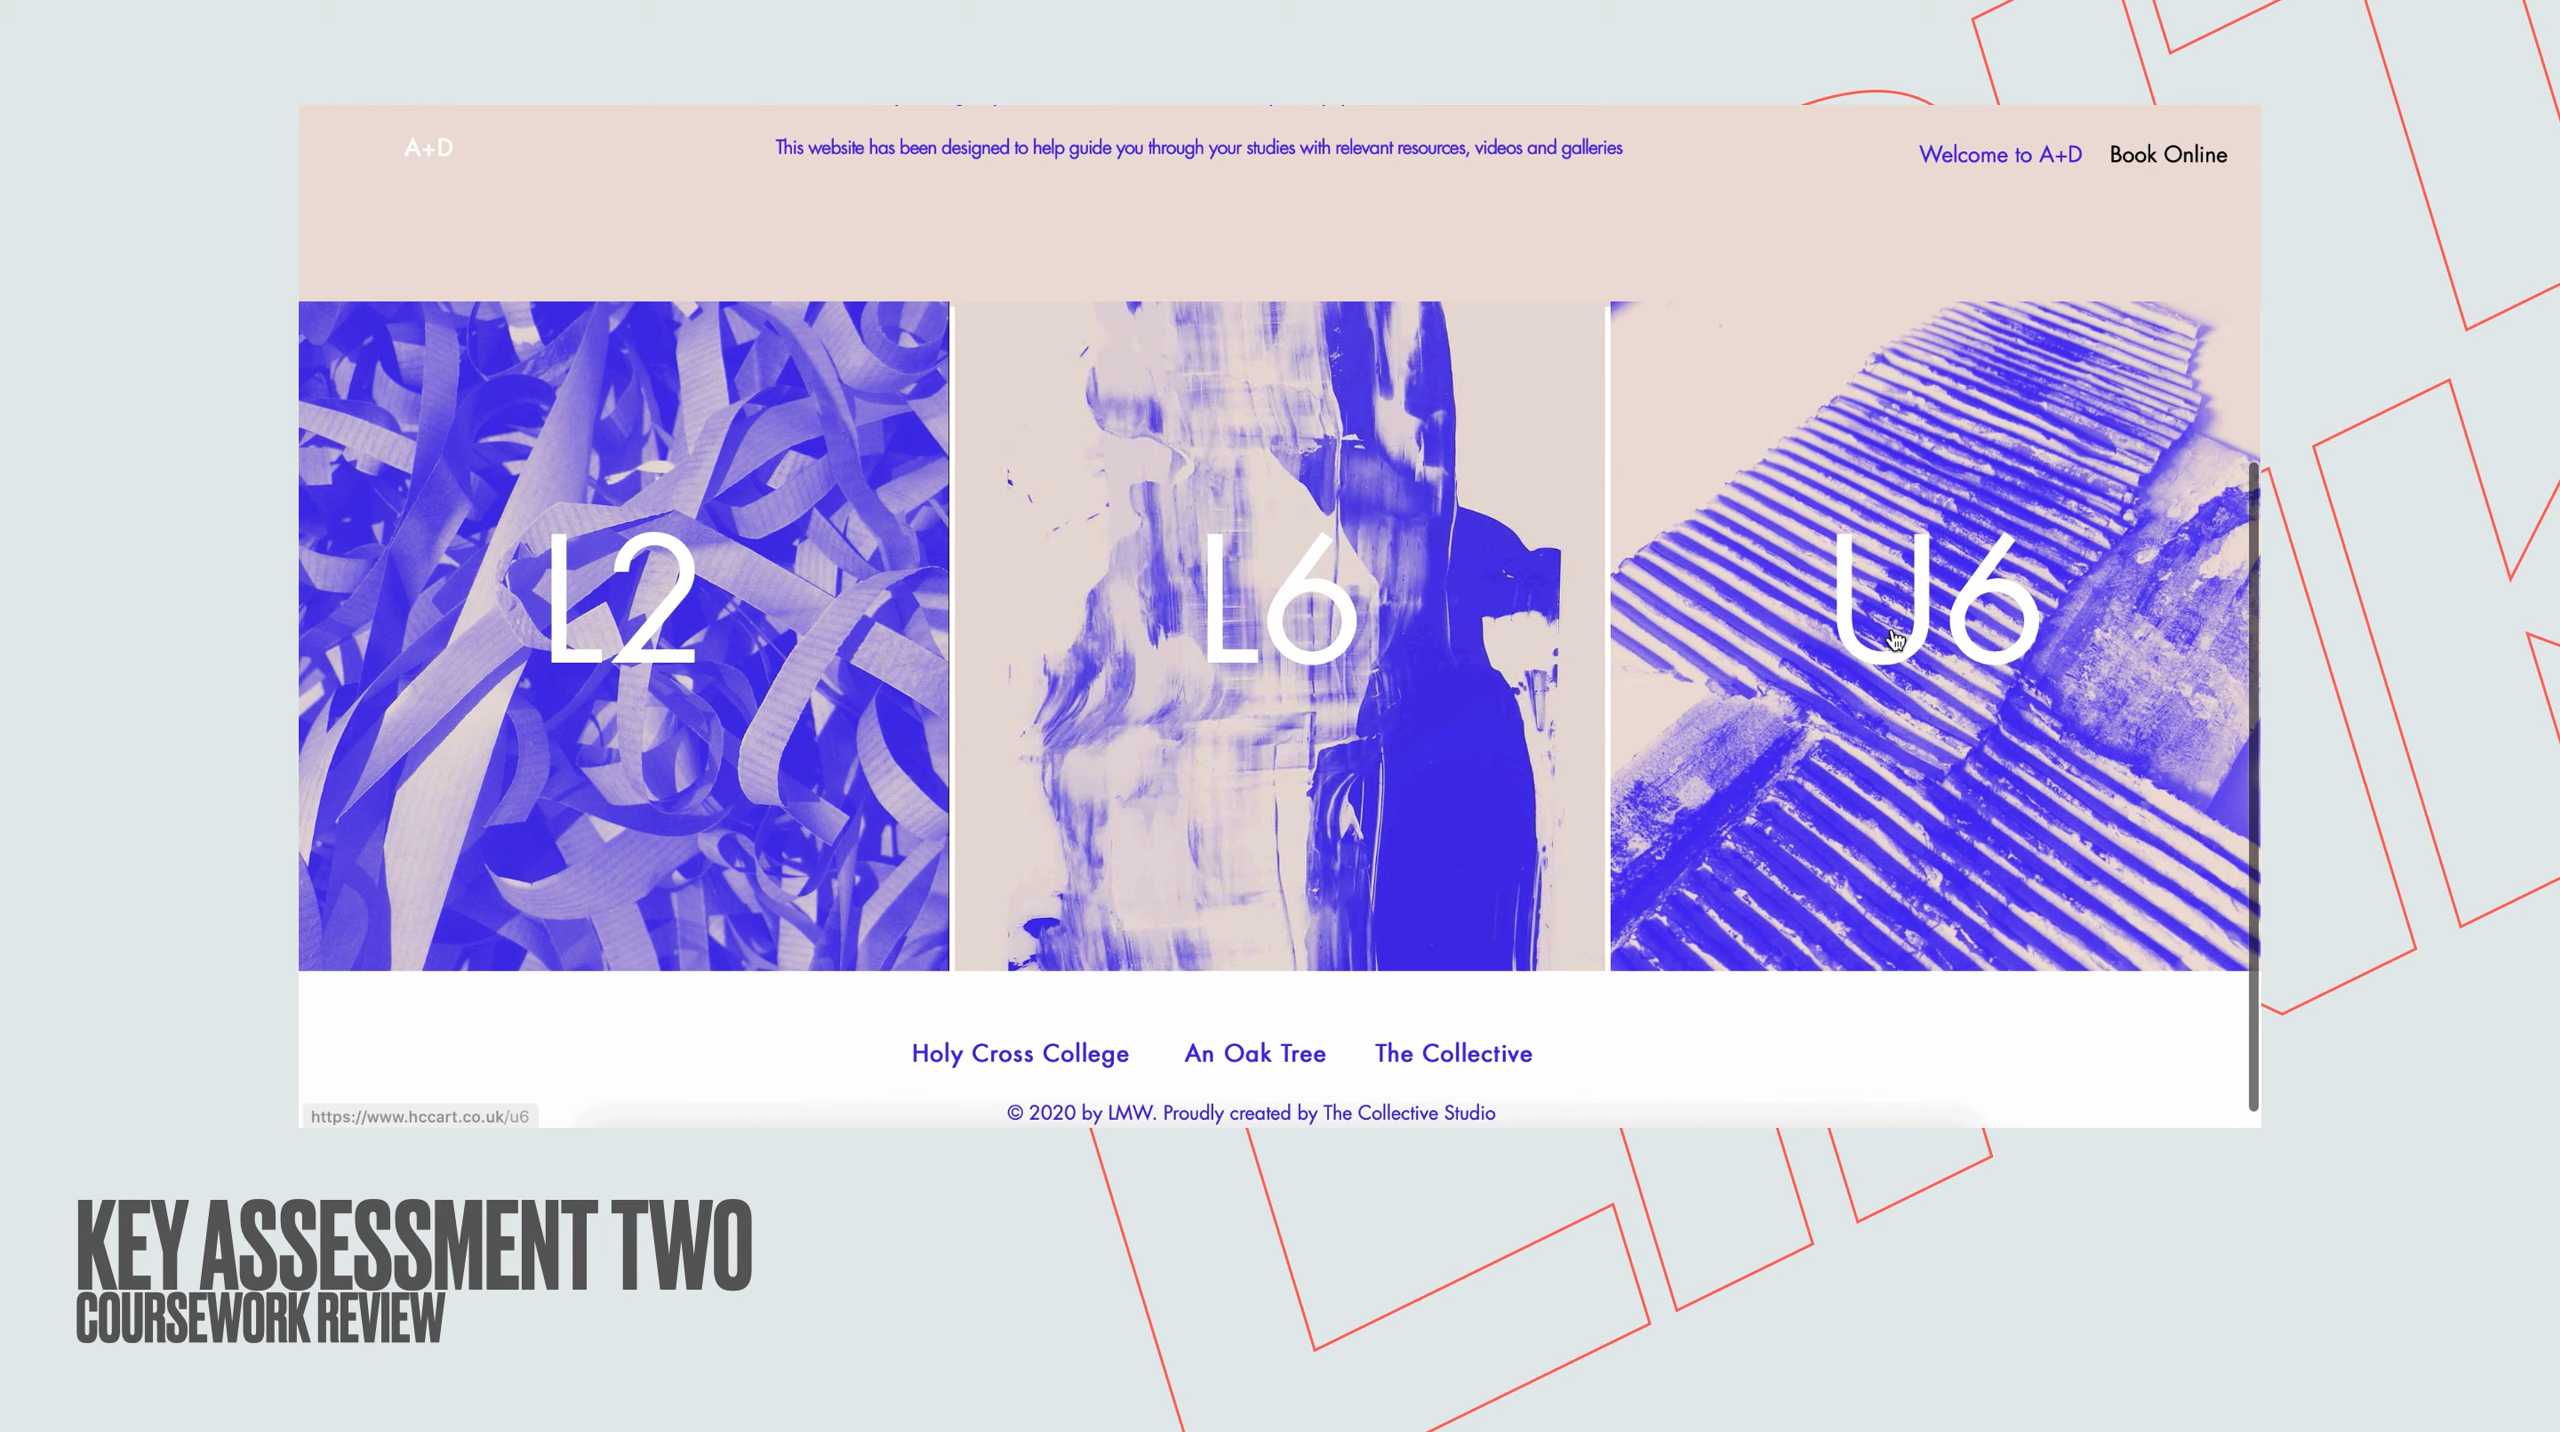 A+D
This website has been designed to help guide you through your studies with relevant resources, videos and galleries
Welcome to A+D Book Online
L2
L6
U6
Holy Cross College An Oak Tree The Collective
© 2020 by LMW. Proudly created by The Collective Studio
https://www.hccart.co.uk/u6
KEY ASSESSMENT TWO
COURSEWORK REVIEW